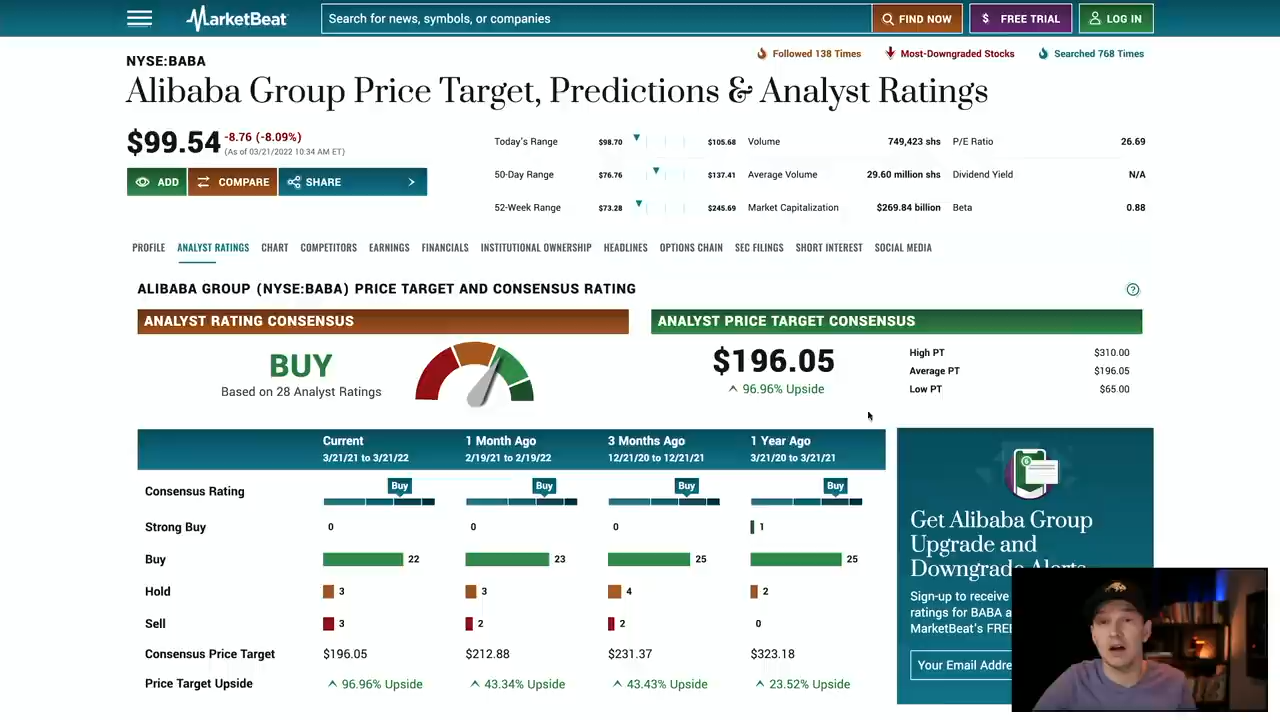 MarketBeat
Search for news, symbols, or companies
FIND NOW
$ FREE TRIAL
LOG IN
NYSE:BABA
Followed 138 Times
Most-Downgraded Stocks
Searched 768 Times
Alibaba Group Price Target, Predictions & Analyst Ratings
$99.54 -8.76 (-8.09%)
(As of 03/21/2022 10:34 AM ET)
ADD
COMPARE
SHARE
Today's Range $98.70 $105.68 Volume 749,423 shs P/E Ratio 26.69
50-Day Range $76.76 $137.41 Average Volume 29.60 million shs Dividend Yield N/A
52-Week Range $73.28 $245.69 Market Capitalization $269.84 billion Beta 0.88
PROFILE ANALYST RATINGS CHART COMPETITORS EARNINGS FINANCIALS INSTITUTIONAL OWNERSHIP HEADLINES OPTIONS CHAIN SEC FILINGS SHORT INTEREST SOCIAL MEDIA
ALIBABA GROUP (NYSE:BABA) PRICE TARGET AND CONSENSUS RATING
?
ANALYST RATING CONSENSUS
BUY
Based on 28 Analyst Ratings
ANALYST PRICE TARGET CONSENSUS
$196.05
96.96% Upside
High PT $310.00
Average PT $196.05
Low PT $65.00
Current 1 Month Ago 3 Months Ago 1 Year Ago
3/21/21 to 3/21/22 2/19/21 to 2/19/22 12/21/20 to 12/21/21 3/21/20 to 3/21/21
Consensus Rating Buy Buy Buy Buy
Strong Buy 0 0 0 1
Buy 22 23 25 25
Hold 3 3 4 2
Sell 3 2 2 0
Consensus Price Target $196.05 $212.88 $231.37 $323.18
Price Target Upside 96.96% Upside 43.34% Upside 43.43% Upside 23.52% Upside
Get Alibaba Group
Upgrade and
Downgrade Alerts
Sign-up to receive
ratings for BABA a
MarketBeat's FREE
Your Email Addre